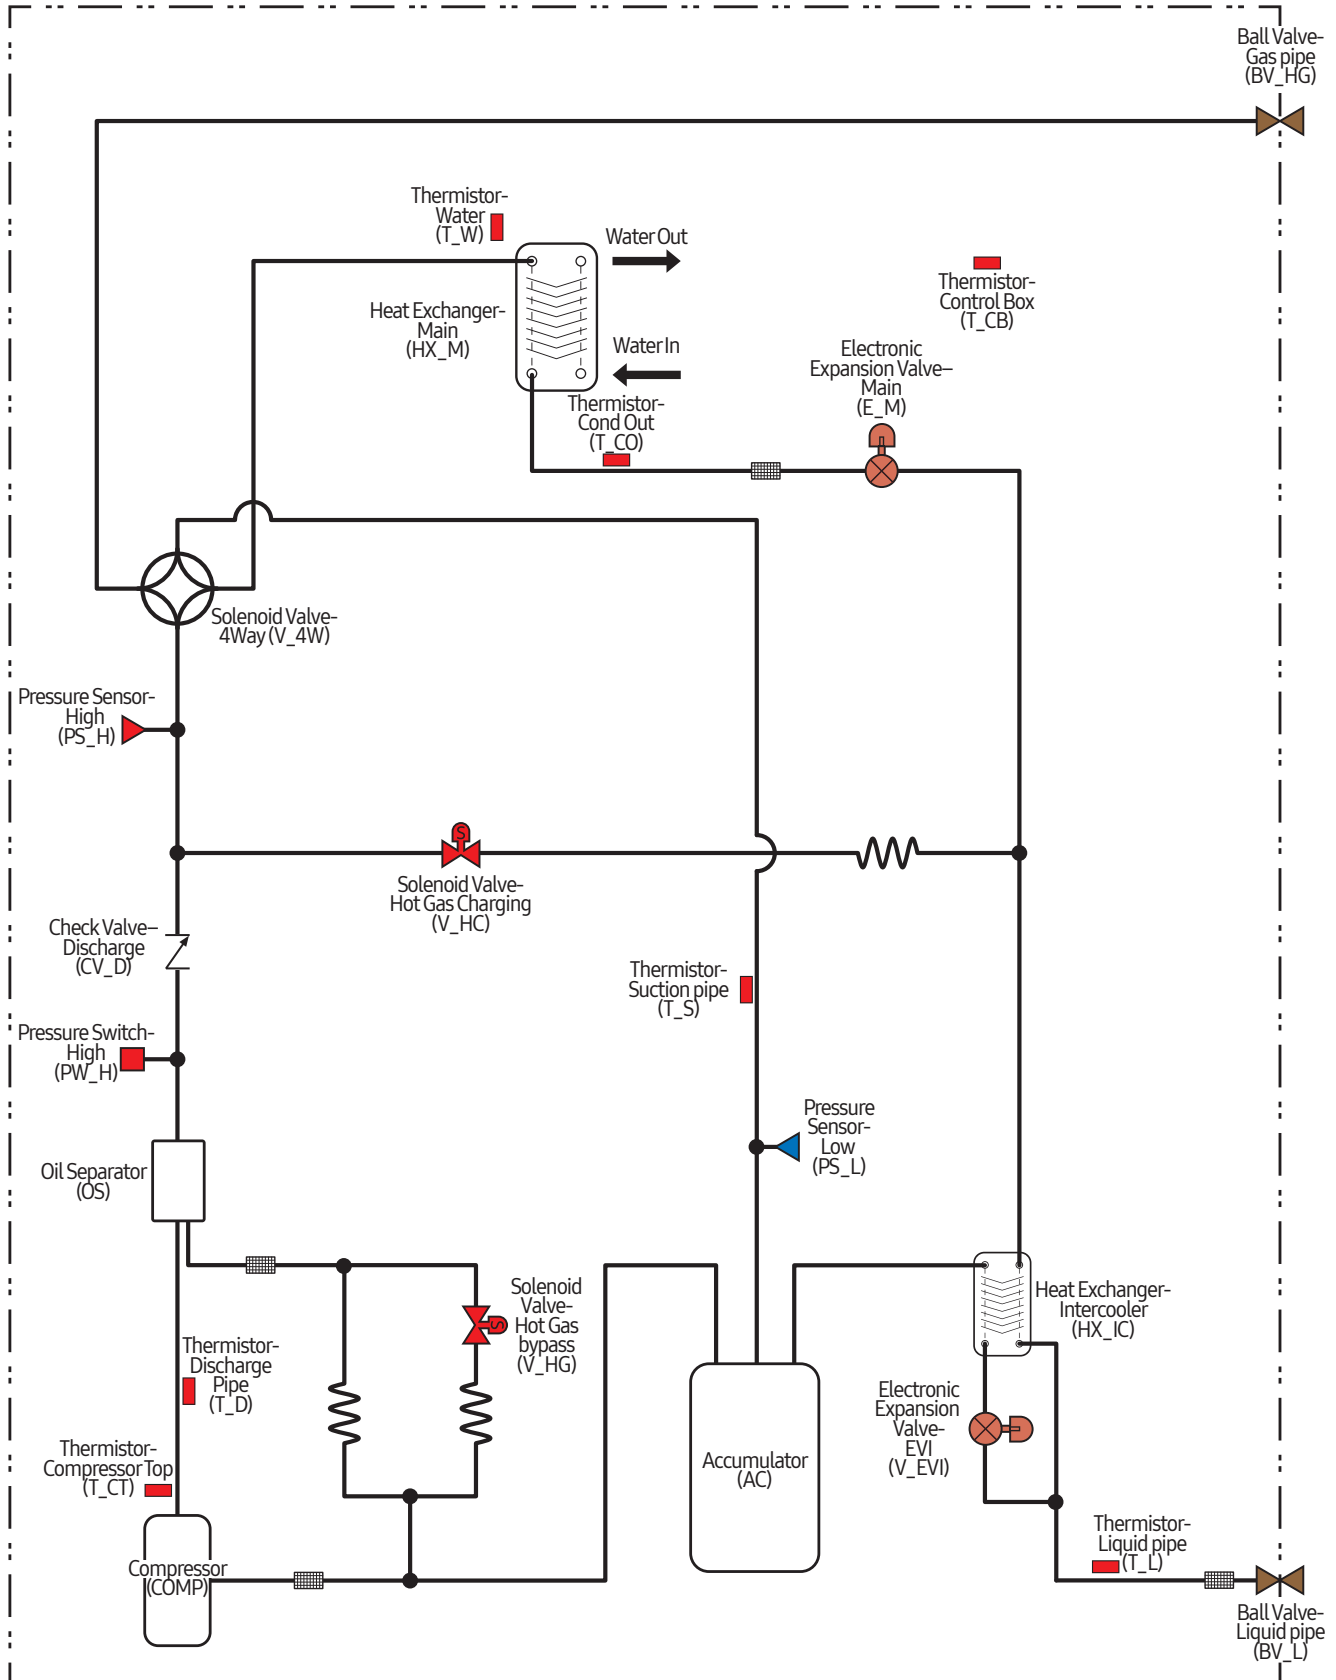 Ball Valve-
Gas pipe
(BV_HG)
Thermistor-
Water
(T_W)
Water Out
Thermistor-
Control Box
(T_CB)
Heat Exchanger-
Main
(HX_M)
Water In
Electronic
Expansion Valve–
Main
(E_M)
Thermistor-
Cond Out
(T_CO)
Solenoid Valve-
4Way (V_4W)
Pressure Sensor-
High
(PS_H)
S
Solenoid Valve-
Hot Gas Charging
(V_HC)
Check Valve–
Discharge
(CV_D)
Thermistor-
Suction pipe
(T_S)
Pressure Switch-
High
(PW_H)
Pressure
Sensor-
Low
(PS_L)
Oil Separator
(OS)
Solenoid
Valve-
Hot Gas
bypass
(V_HG)
S
Heat Exchanger-
Intercooler
(HX_IC)
Thermistor-
Discharge
Pipe
(T_D)
Electronic
Expansion
Valve-
EVI
(V_EVI)
Thermistor-
Compressor Top
(T_CT)
Accumulator
(AC)
Thermistor-
Liquid pipe
(T_L)
Compressor
(COMP)
Ball Valve-
Liquid pipe
(BV_L)